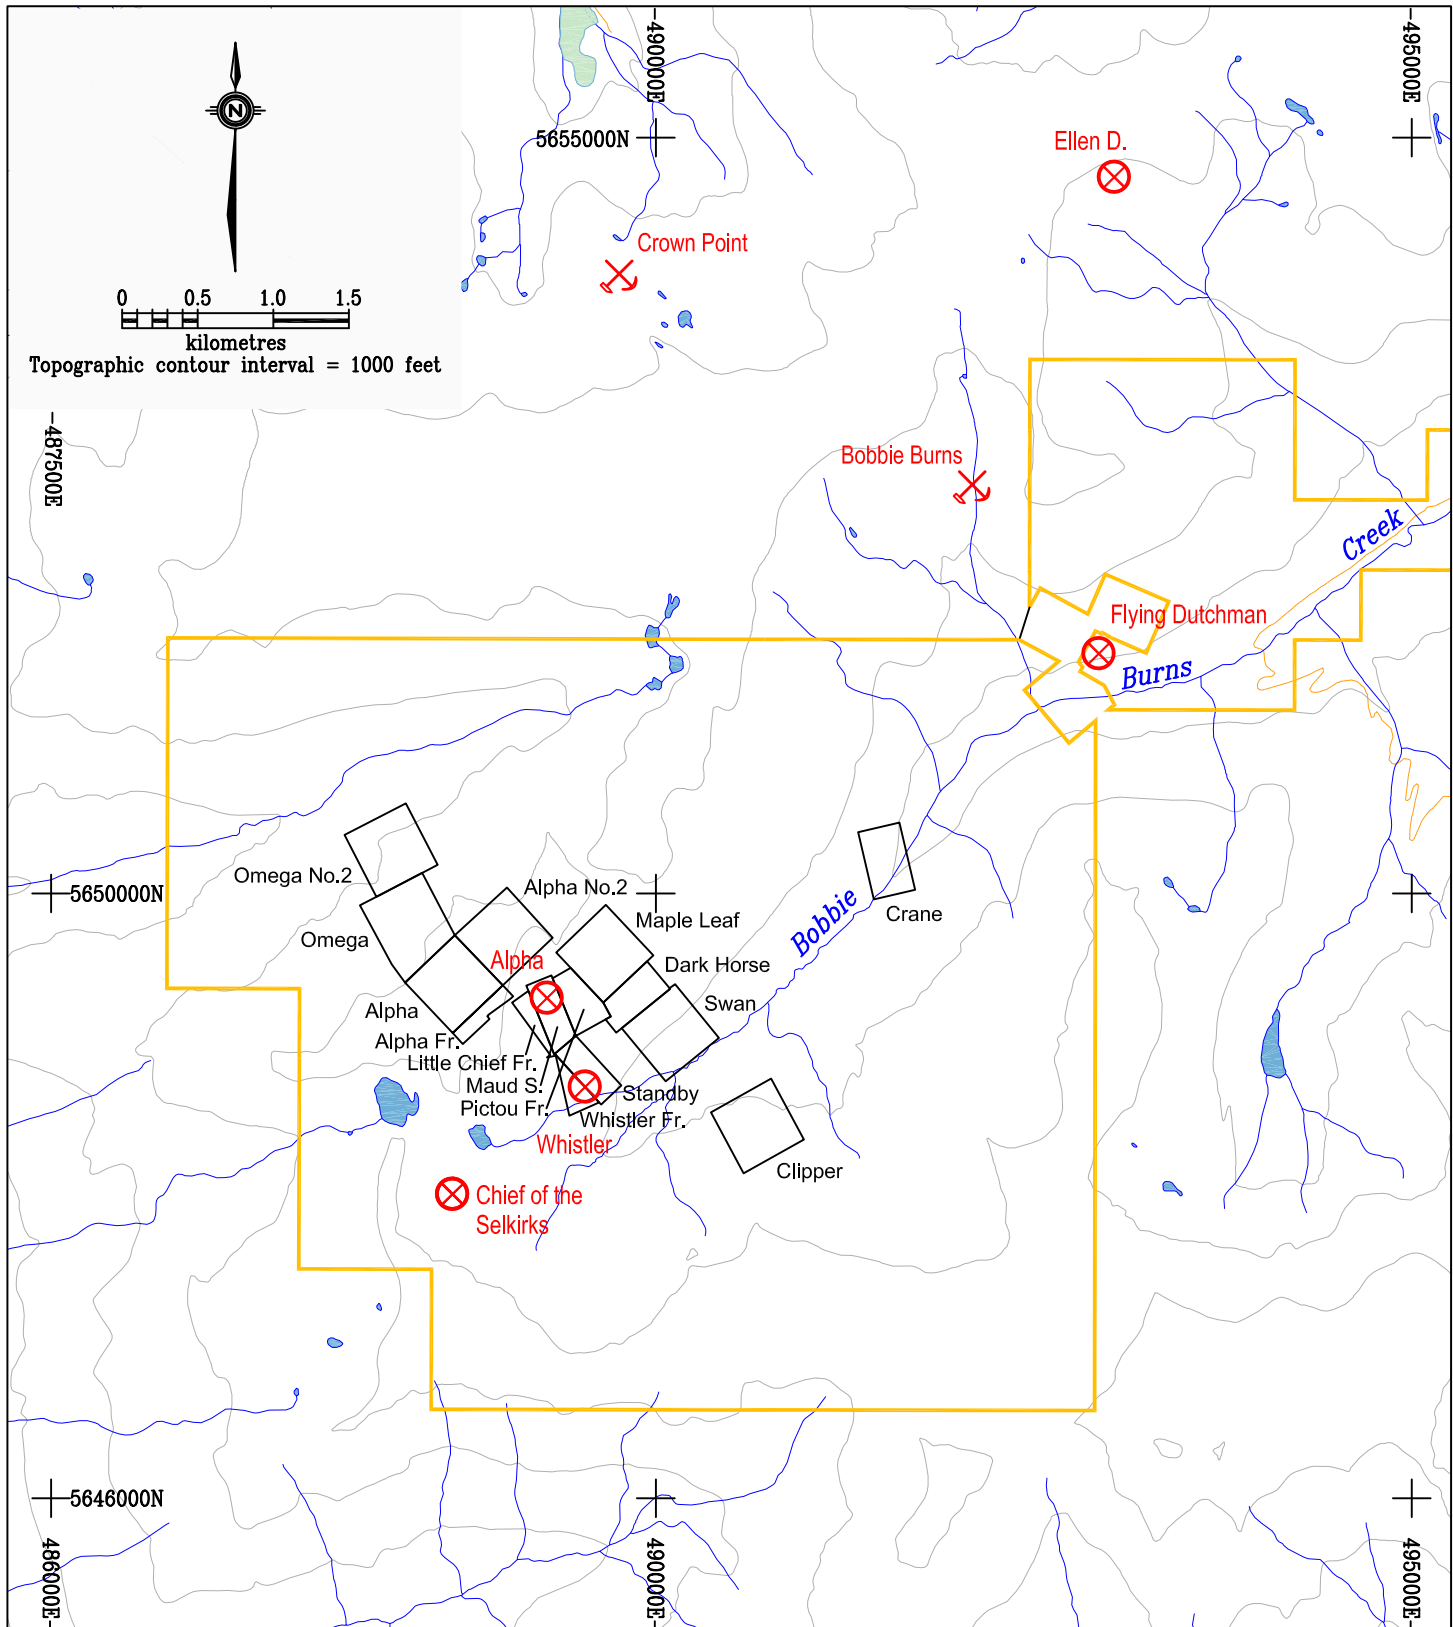 490000E
495000E
5655000N
N
Ellen D.
Crown Point
0 0.5 1.0 1.5
kilometres
Topographic contour interval = 1000 feet
487500E
Bobbie Burns
Creek
Flying Dutchman
Burns
Omega No.2
5650000N
Alpha No.2
Maple Leaf
Crane
Bobbie
Omega
Alpha
Dark Horse
Swan
Alpha
Alpha Fr.
Little Chief Fr.
Maud S.
Pictou Fr.
Standby
Whistler Fr.
Whistler
Clipper
Chief of the
Selkirks
5646000N
486000E
490000E
495000E